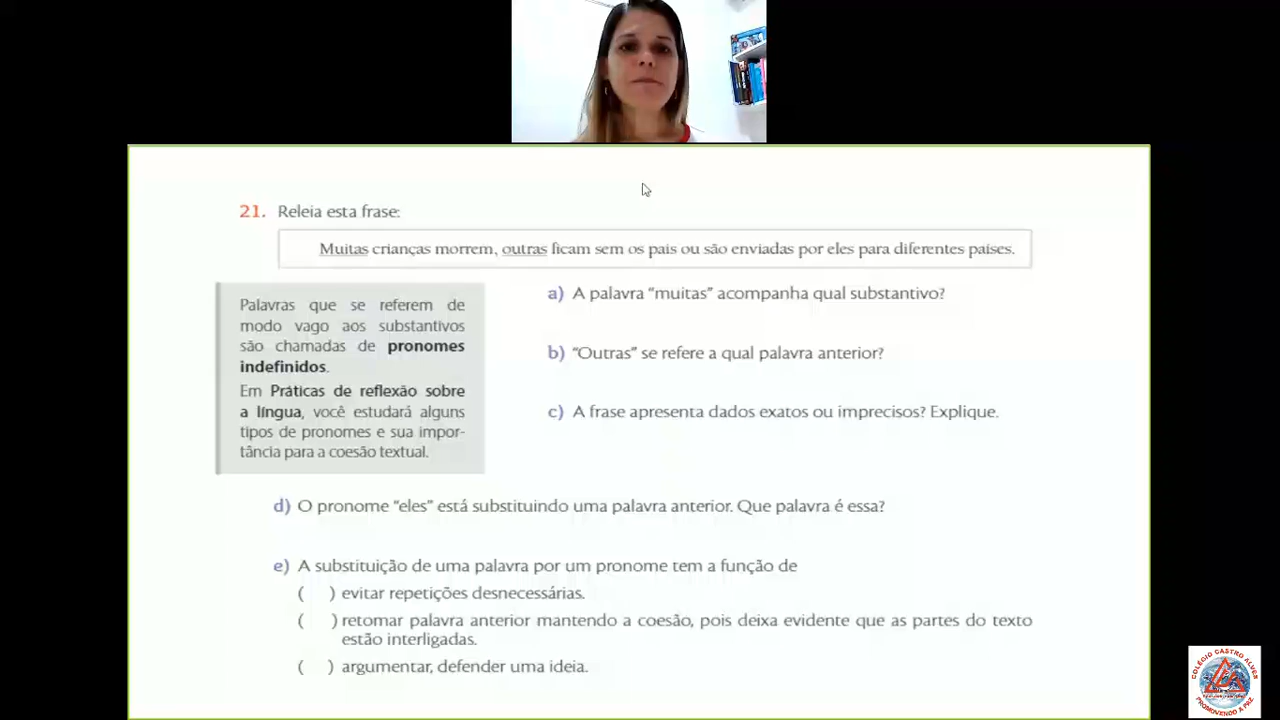 21. Releia esta frase:
Muitas crianças morrem, outras ficam sem os pais ou são enviadas por eles para diferentes países.
Palavras que se referem de
modo vago aos substantivos
são chamadas de pronomes
indefinidos.
Em Práticas de reflexão sobre
a língua, você estudará alguns
tipos de pronomes e sua impor-
tância para a coesão textual.
a) A palavra “muitas” acompanha qual substantivo?
b) “Outras” se refere a qual palavra anterior?
c) A frase apresenta dados exatos ou imprecisos? Explique.
d) O pronome “eles” está substituindo uma palavra anterior. Que palavra é essa?
e) A substituição de uma palavra por um pronome tem a função de
( ) evitar repetições desnecessárias.
( ) retomar palavra anterior mantendo a coesão, pois deixa evidente que as partes do texto
estão interligadas.
( ) argumentar, defender uma ideia.
COLÉGIO CASTRO ALVES
PROMOVENDO A PAZ